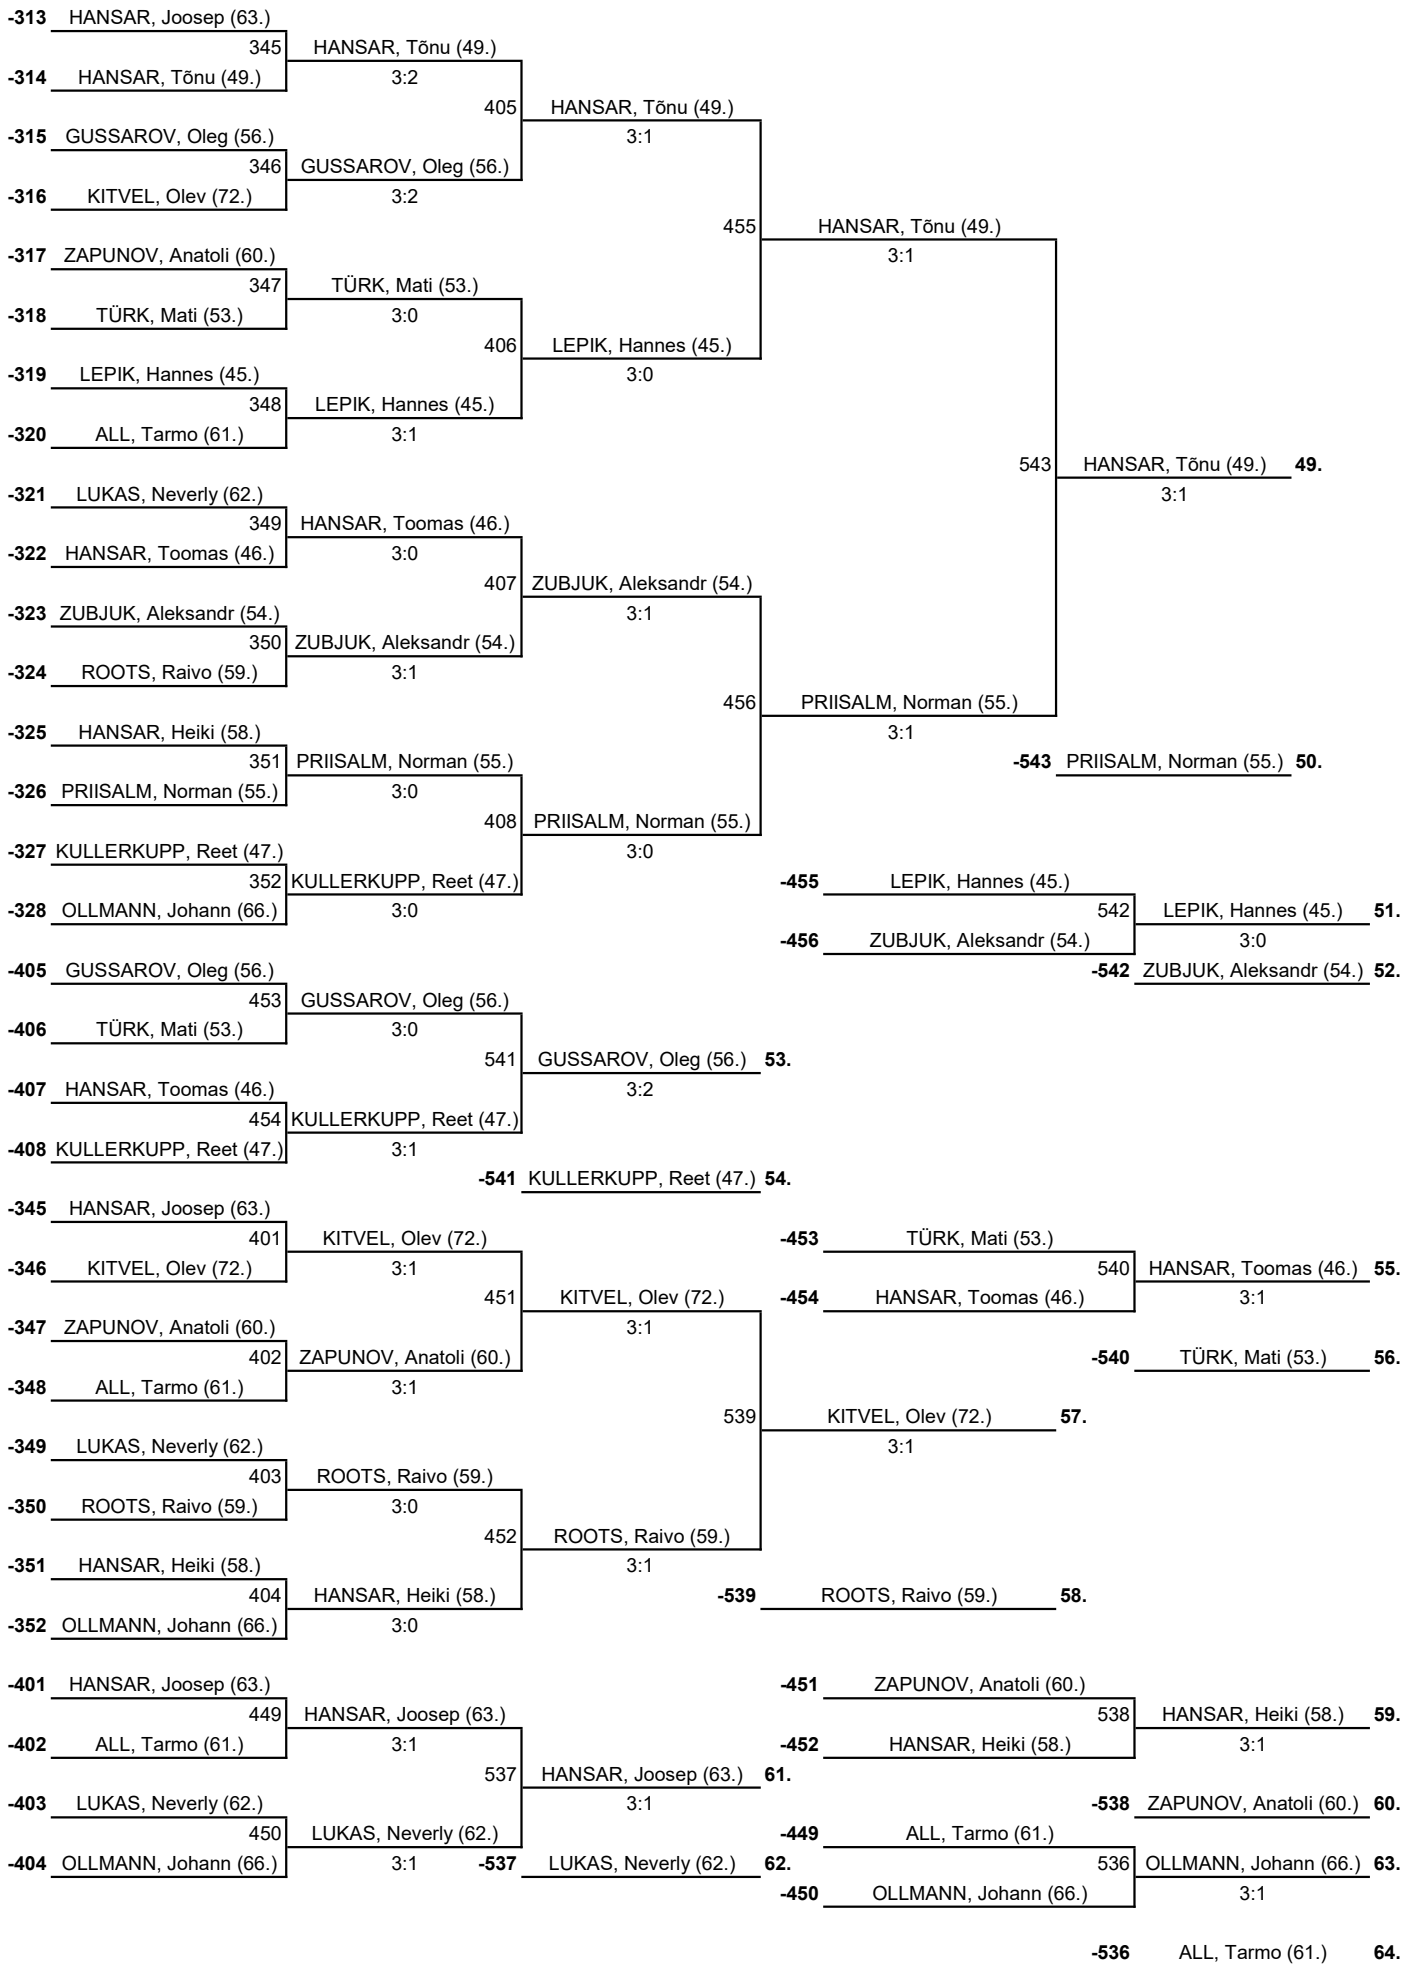 -313 HANSAR, Joosep (63.)
345 HANSAR, Tõnu (49.)
-314 HANSAR, Tõnu (49.) 3:2
405 HANSAR, Tõnu (49.)
-315 GUSSAROV, Oleg (56.) 3:1
346 GUSSAROV, Oleg (56.)
-316 KITVEL, Olev (72.) 3:2
455 HANSAR, Tõnu (49.)
-317 ZAPUNOV, Anatoli (60.) 3:1
347 TÜRK, Mati (53.)
-318 TÜRK, Mati (53.) 3:0
406 LEPIK, Hannes (45.)
-319 LEPIK, Hannes (45.) 3:0
348 LEPIK, Hannes (45.)
-320 ALL, Tarmo (61.) 3:1
543 HANSAR, Tõnu (49.) 49.
-321 LUKAS, Neverly (62.) 3:1
349 HANSAR, Toomas (46.)
-322 HANSAR, Toomas (46.) 3:0
407 ZUBJUK, Aleksandr (54.)
-323 ZUBJUK, Aleksandr (54.) 3:1
350 ZUBJUK, Aleksandr (54.)
-324 ROOTS, Raivo (59.) 3:1
456 PRIISALM, Norman (55.)
-325 HANSAR, Heiki (58.) 3:1
351 PRIISALM, Norman (55.) -543 PRIISALM, Norman (55.) 50.
-326 PRIISALM, Norman (55.) 3:0
408 PRIISALM, Norman (55.)
-327 KULLERKUPP, Reet (47.) 3:0
352 KULLERKUPP, Reet (47.) -455 LEPIK, Hannes (45.)
-328 OLLMANN, Johann (66.) 3:0 542 LEPIK, Hannes (45.) 51.
-456 ZUBJUK, Aleksandr (54.) 3:0
-405 GUSSAROV, Oleg (56.) -542 ZUBJUK, Aleksandr (54.) 52.
453 GUSSAROV, Oleg (56.)
-406 TÜRK, Mati (53.) 3:0
541 GUSSAROV, Oleg (56.) 53.
-407 HANSAR, Toomas (46.) 3:2
454 KULLERKUPP, Reet (47.)
-408 KULLERKUPP, Reet (47.) 3:1
-541 KULLERKUPP, Reet (47.) 54.
-345 HANSAR, Joosep (63.)
401 KITVEL, Olev (72.) -453 TÜRK, Mati (53.)
-346 KITVEL, Olev (72.) 3:1 540 HANSAR, Toomas (46.) 55.
451 KITVEL, Olev (72.) -454 HANSAR, Toomas (46.) 3:1
-347 ZAPUNOV, Anatoli (60.) 3:1
402 ZAPUNOV, Anatoli (60.) -540 TÜRK, Mati (53.) 56.
-348 ALL, Tarmo (61.) 3:1
539 KITVEL, Olev (72.) 57.
-349 LUKAS, Neverly (62.) 3:1
403 ROOTS, Raivo (59.)
-350 ROOTS, Raivo (59.) 3:0
452 ROOTS, Raivo (59.)
-351 HANSAR, Heiki (58.) 3:1
404 HANSAR, Heiki (58.) -539 ROOTS, Raivo (59.) 58.
-352 OLLMANN, Johann (66.) 3:0
-401 HANSAR, Joosep (63.) -451 ZAPUNOV, Anatoli (60.)
449 HANSAR, Joosep (63.) 538 HANSAR, Heiki (58.) 59.
-402 ALL, Tarmo (61.) 3:1 -452 HANSAR, Heiki (58.) 3:1
537 HANSAR, Joosep (63.) 61.
-403 LUKAS, Neverly (62.) 3:1 -538 ZAPUNOV, Anatoli (60.) 60.
450 LUKAS, Neverly (62.) -449 ALL, Tarmo (61.)
-404 OLLMANN, Johann (66.) 3:1 -537 LUKAS, Neverly (62.) 62. 536 OLLMANN, Johann (66.) 63.
-450 OLLMANN, Johann (66.) 3:1
-536 ALL, Tarmo (61.) 64.